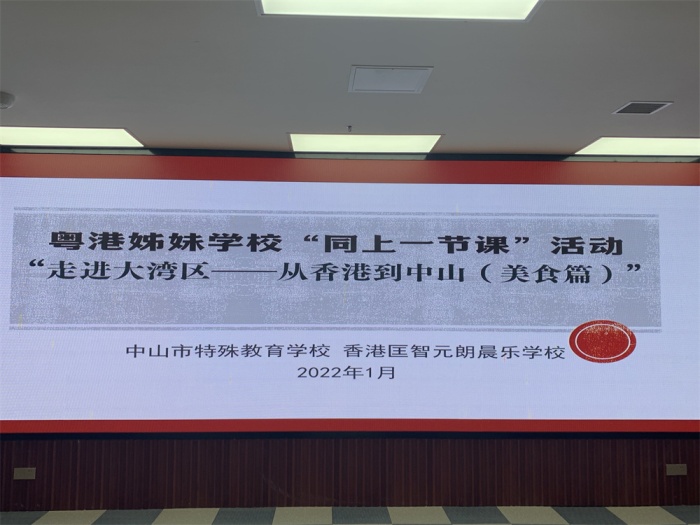 粤港姊妹学校“同上一节课”活动
“走进大湾区——从香港到中山（美食篇）”
中山市特殊教育学校 香港匡智元朗晨乐学校
2022年1月